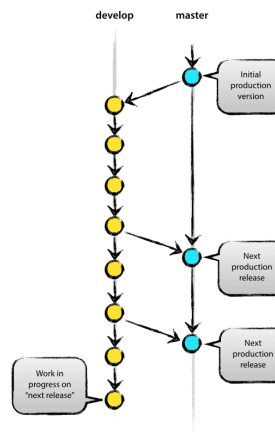 develop
master
Initial
production
version
Next
production
release
Next
production
release
Work in
progress on
“next release”